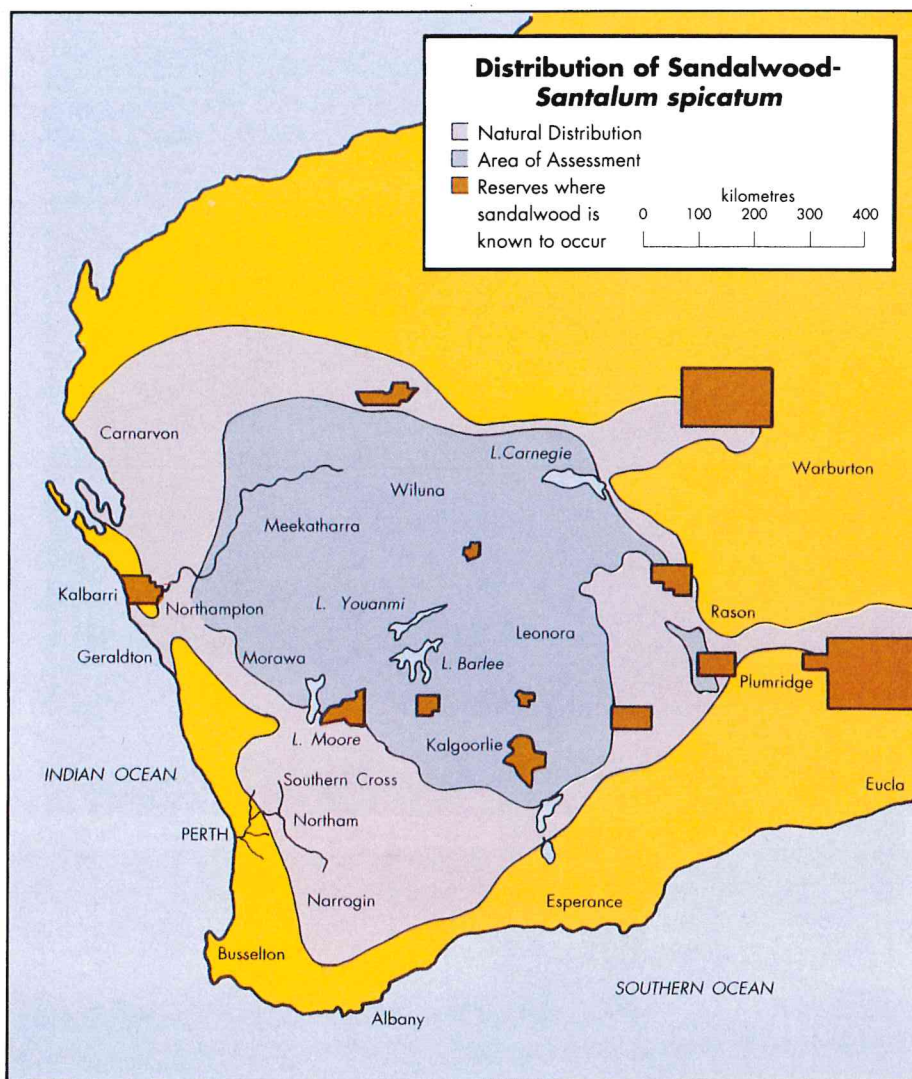 Distribution of Sandalwood-
Santalum spicatum
Natural Distribution
Area of Assessment
Reserves where
sandalwood is
known to occur
kilometres
0 100 200 300 400
Carnarvon
L.Carnegie
Warburton
Wiluna
Meekatharra
Kalbarri
Northampton
L. Youanmi
Rason
Leonora
Geraldton
Morawa
L. Barlee
Plumridge
L. Moore
Kalgoorlie
INDIAN OCEAN
Southern Cross
Eucla
Northam
PERTH
Narrogin
Esperance
Busselton
SOUTHERN OCEAN
Albany